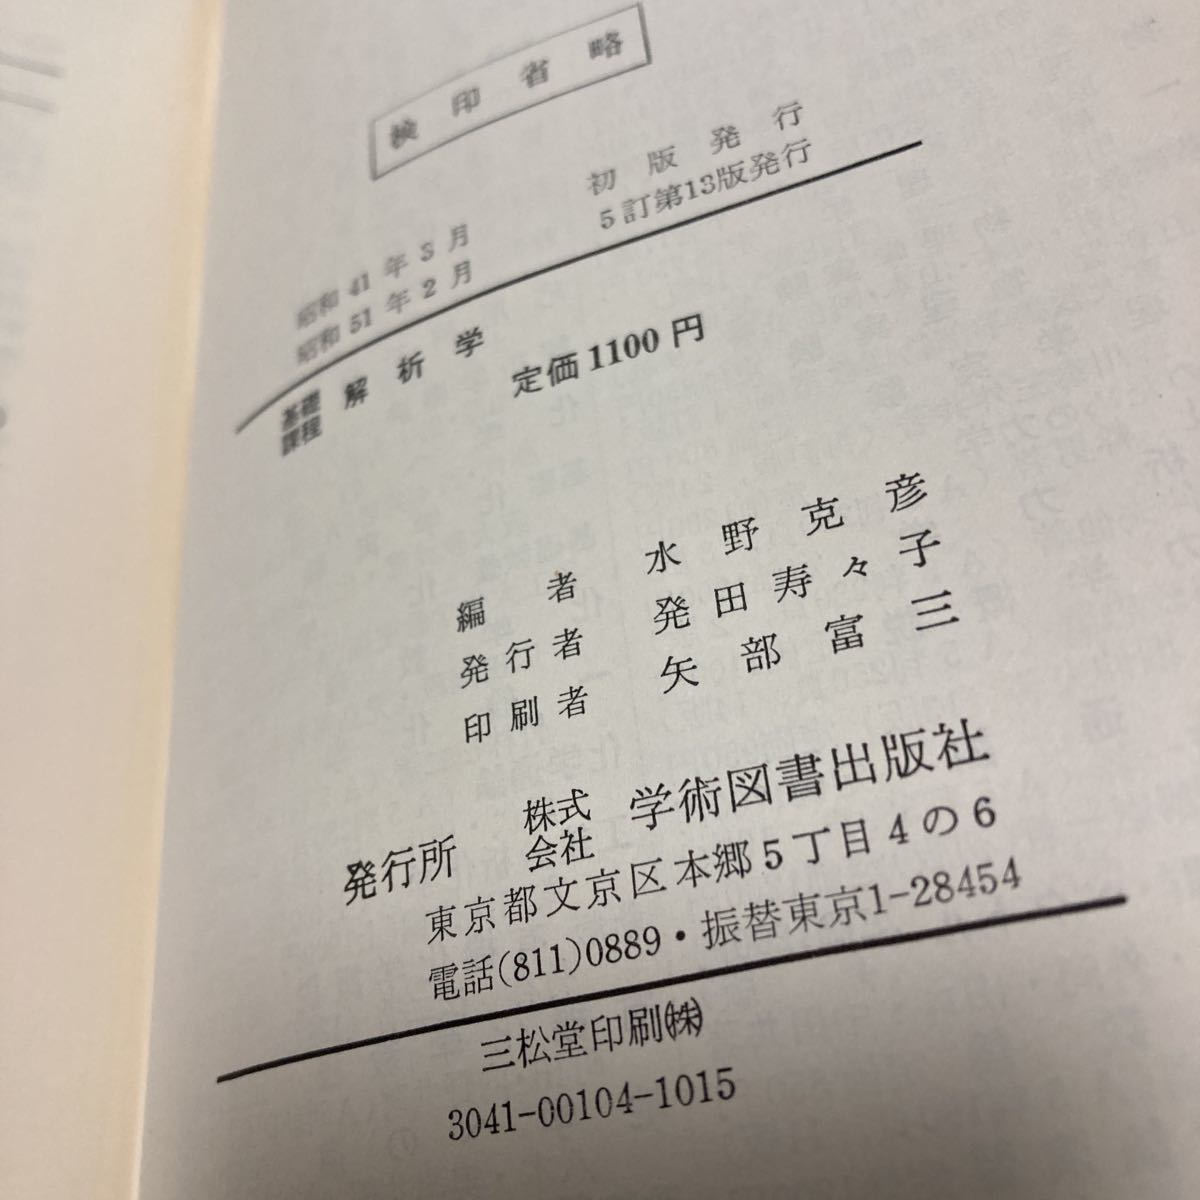 検印省略
昭和41年3月 初版発行
昭和51年2月 5訂第13版発行
基礎課程 解析学
定価1100円
編者 水野克彦
発行者 発田寿々子
印刷者 矢部富三
発行所 株式会社 学術図書出版社
東京都文京区本郷5丁目4の6
電話(811)0889・振替東京1-28454
三松堂印刷(株)
3041-00104-1015